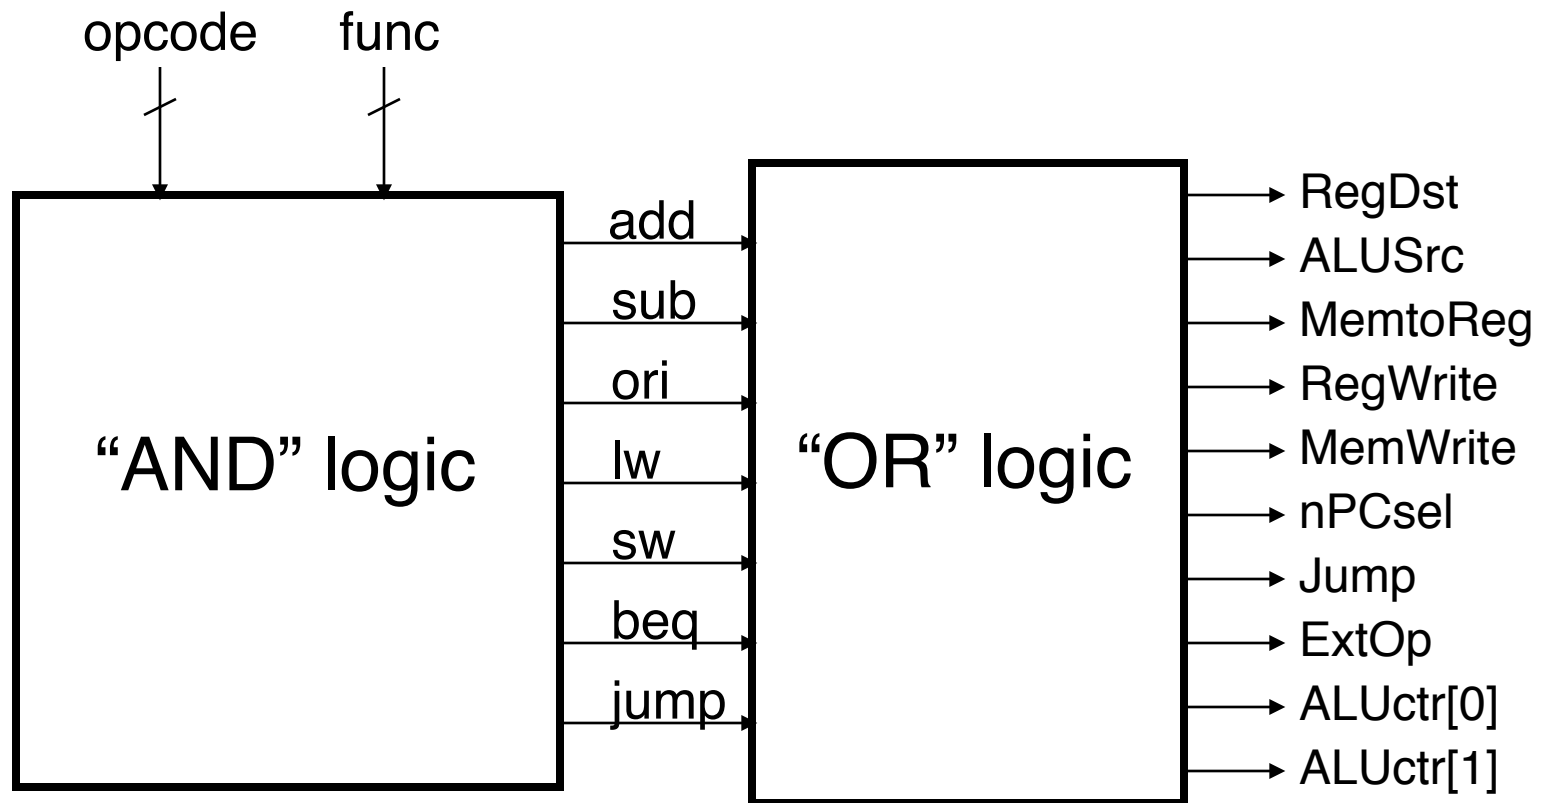 opcode func
“AND” logic
add
sub
ori
lw
sw
beq
jump
“OR” logic
RegDst
ALUSrc
MemtoReg
RegWrite
MemWrite
nPCsel
Jump
ExtOp
ALUctr[0]
ALUctr[1]